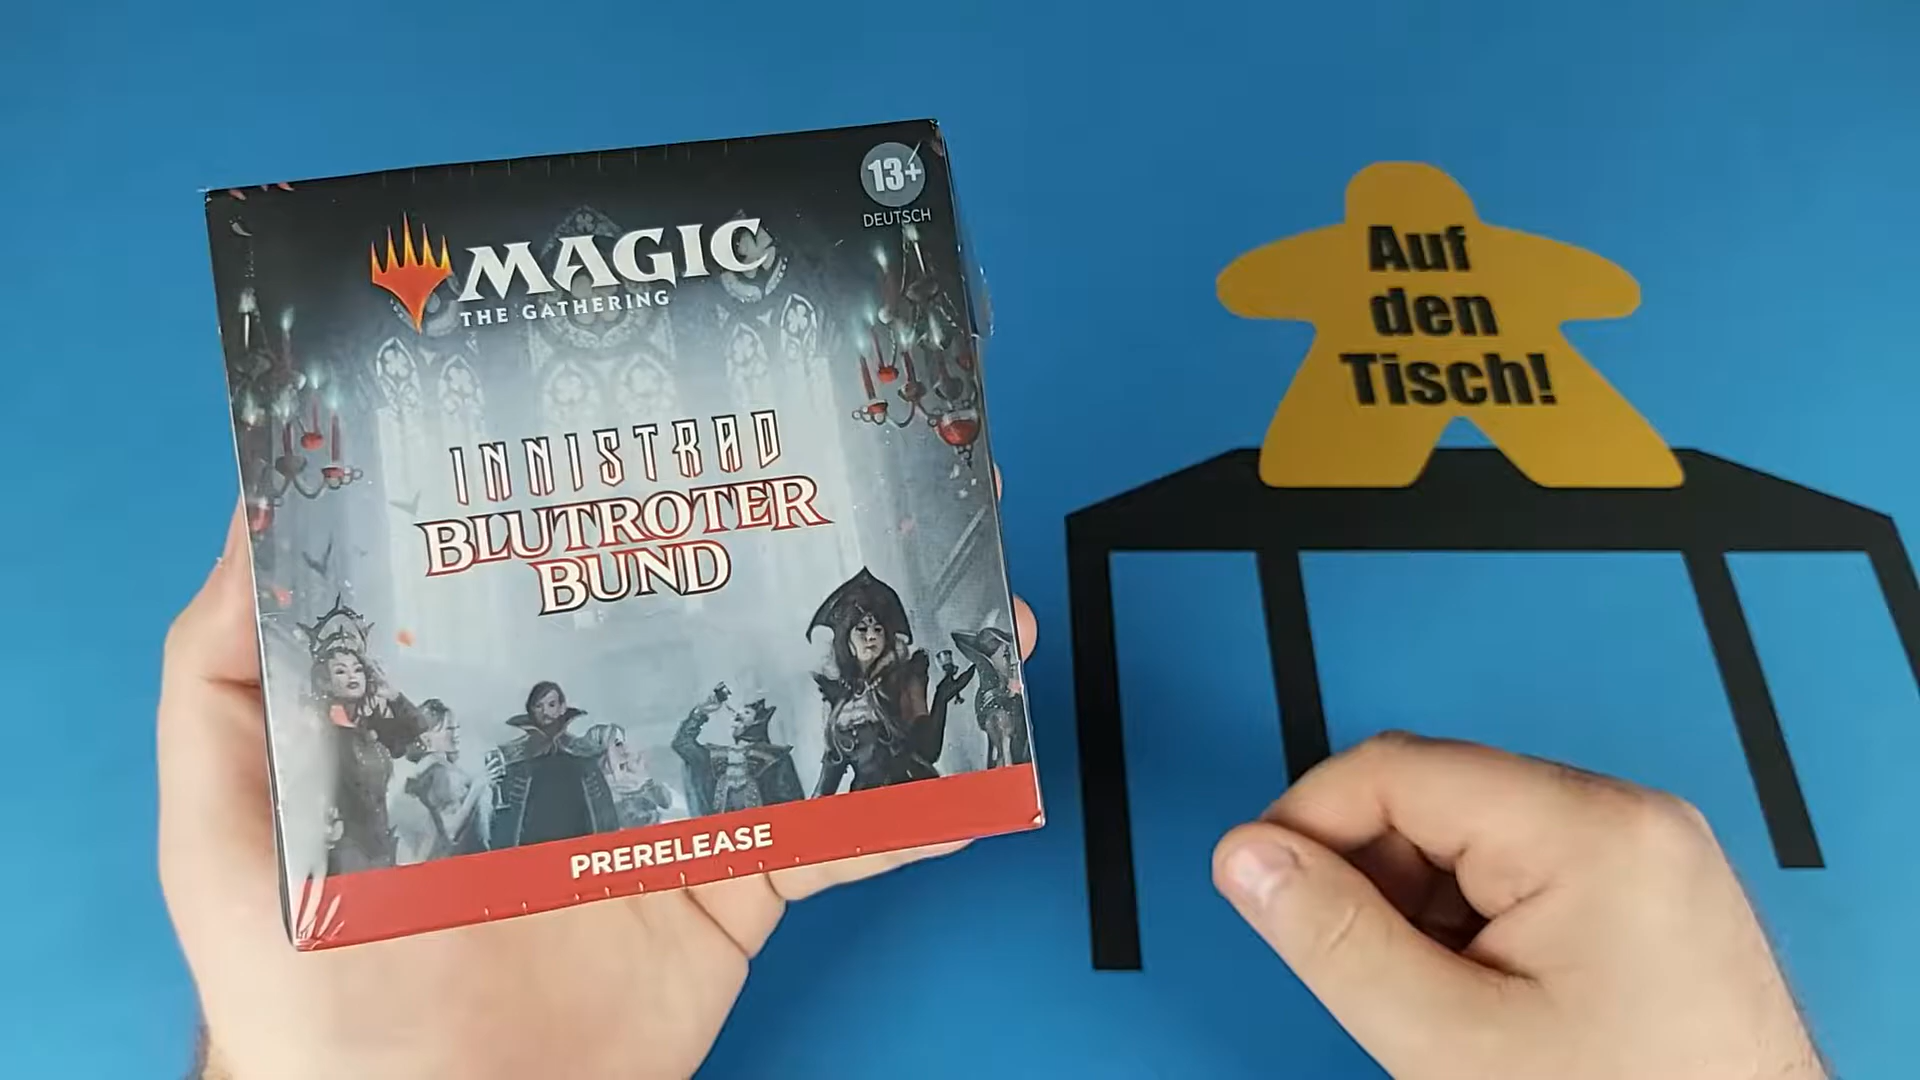 13+
DEUTSCH
MAGIC
THE GATHERING
INNISTRAD
BLUTROTER
BUND
PRERELEASE
Auf
den
Tisch!